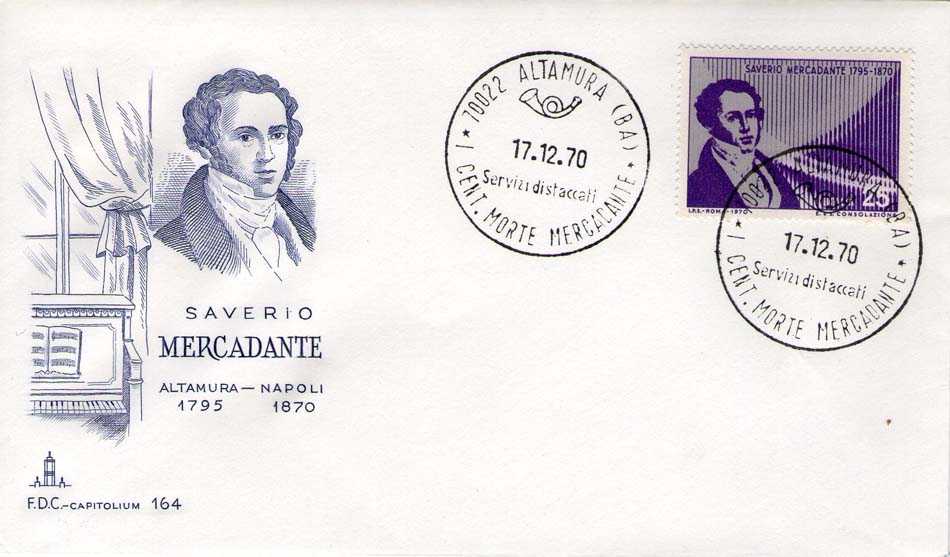 SAVERIO
MERCADANTE
ALTAMURA — NAPOLI
1795 1870
F.D.C.-CAPITOLIUM 164
70022 ALTAMURA (BA)
17.12.70
Servizi distaccati
* I CENT. MORTE MERCADANTE *
SAVERIO MERCADANTE 1795-1870
25
I.P.S.-ROMA-1970
CONSOLAZIONE
17.12.70
Servizi distaccati
* I CENT. MORTE MERCADANTE *